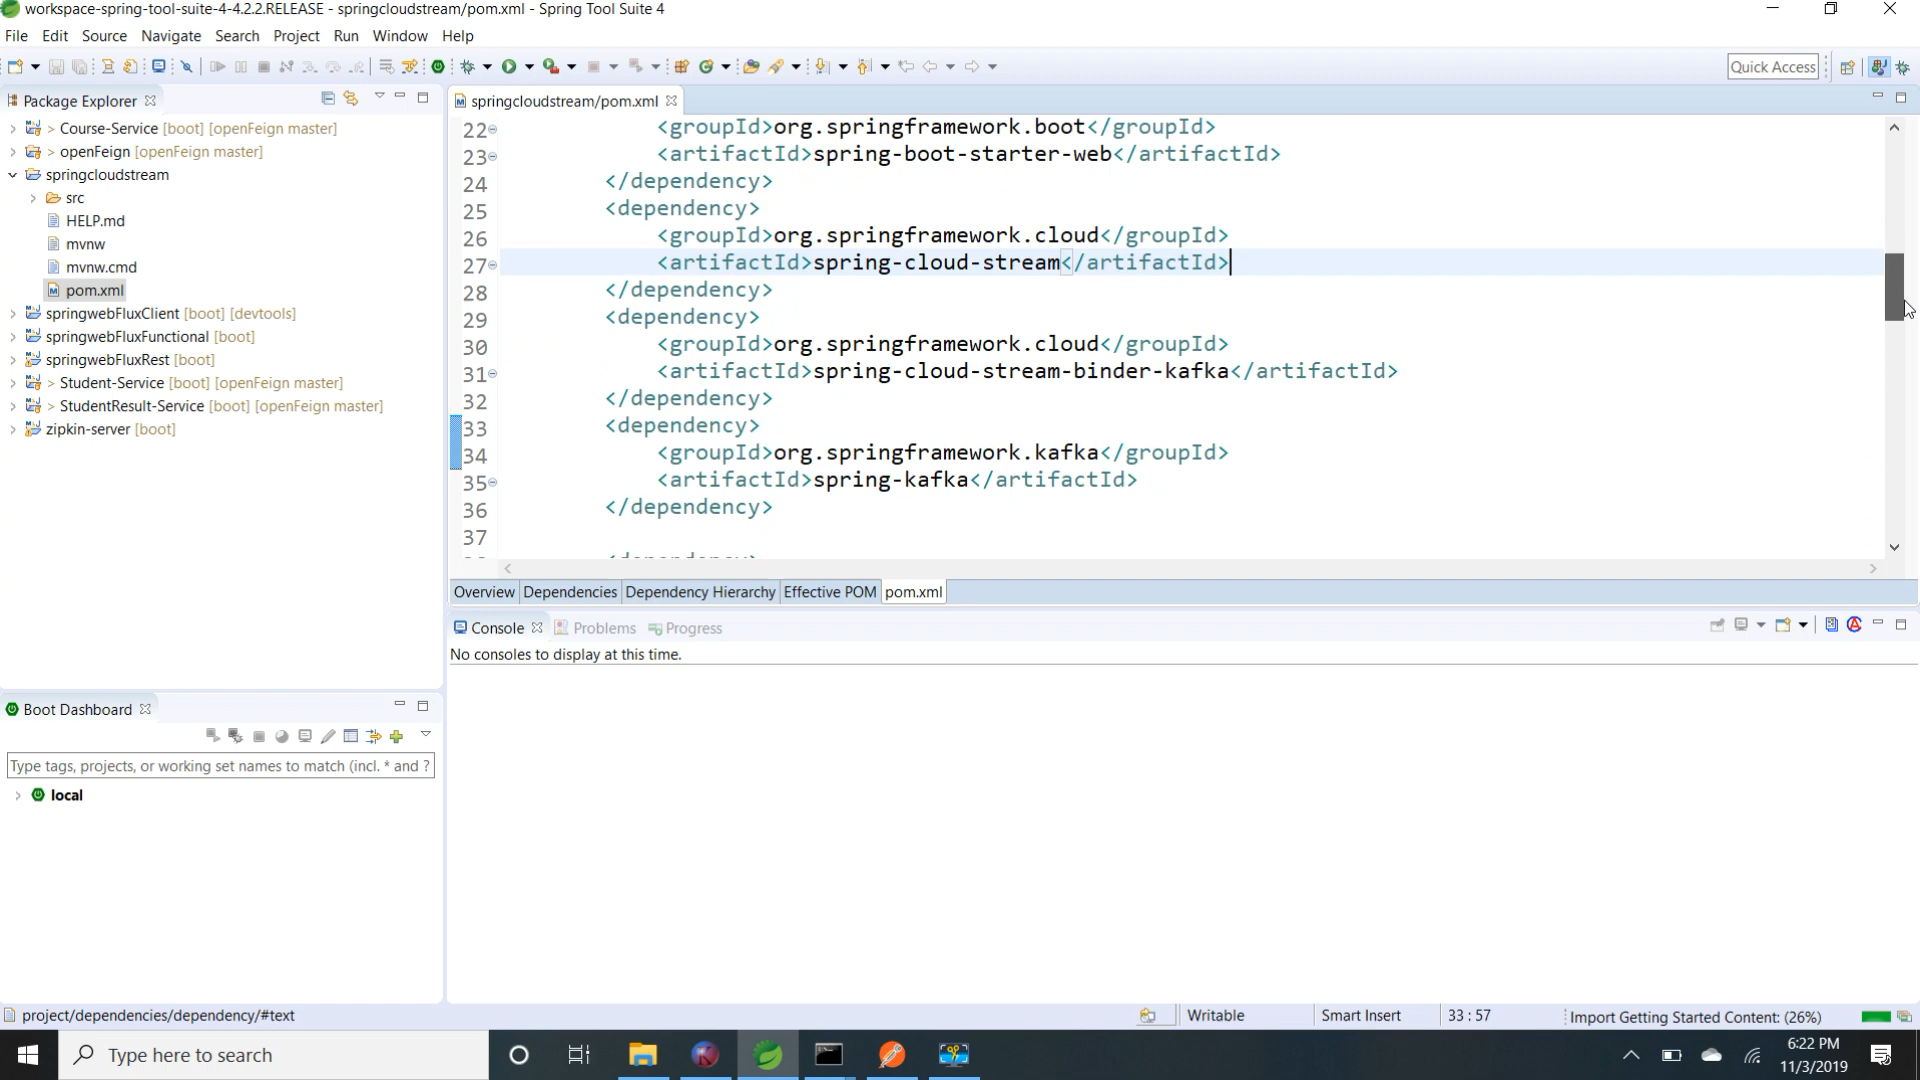 workspace-spring-tool-suite-4-4.2.2.RELEASE - springcloudstream/pom.xml - Spring Tool Suite 4
File Edit Source Navigate Search Project Run Window Help
Quick Access
Package Explorer
> Course-Service [boot] [openFeign master]
> openFeign [openFeign master]
springcloudstream
src
HELP.md
mvnw
mvnw.cmd
pom.xml
springwebFluxClient [boot] [devtools]
springwebFluxFunctional [boot]
springwebFluxRest [boot]
> Student-Service [boot] [openFeign master]
> StudentResult-Service [boot] [openFeign master]
zipkin-server [boot]
springcloudstream/pom.xml
22 <groupId>org.springframework.boot</groupId>
23 <artifactId>spring-boot-starter-web</artifactId>
24 </dependency>
25 <dependency>
26 <groupId>org.springframework.cloud</groupId>
27 <artifactId>spring-cloud-stream</artifactId>
28 </dependency>
29 <dependency>
30 <groupId>org.springframework.cloud</groupId>
31 <artifactId>spring-cloud-stream-binder-kafka</artifactId>
32 </dependency>
33 <dependency>
34 <groupId>org.springframework.kafka</groupId>
35 <artifactId>spring-kafka</artifactId>
36 </dependency>
37
Overview Dependencies Dependency Hierarchy Effective POM pom.xml
Console Problems Progress
No consoles to display at this time.
Boot Dashboard
Type tags, projects, or working set names to match (incl. * and ?
local
project/dependencies/dependency/#text Writable Smart Insert 33 : 57 Import Getting Started Content: (26%)
Type here to search
6:22 PM
11/3/2019